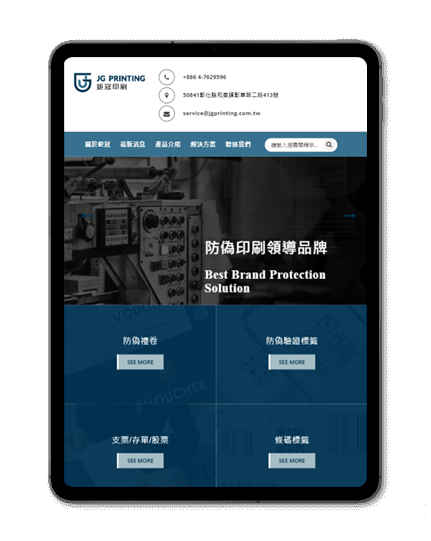 JG PRINTING
鉅冠印刷
+886 4-7629596
50841彰化縣和美鎮彰草路二段413號
service@jgprinting.com.tw
關於鉅冠 最新消息 產品介紹 解決方案 聯絡我們 請輸入搜尋關鍵字...
防偽印刷領導品牌
Best Brand Protection
Solution
防偽禮卷
SEE MORE
防偽驗證標籤
SEE MORE
VOUCHER
VOUCHER
支票/存單/股票
SEE MORE
條碼標籤
SEE MORE